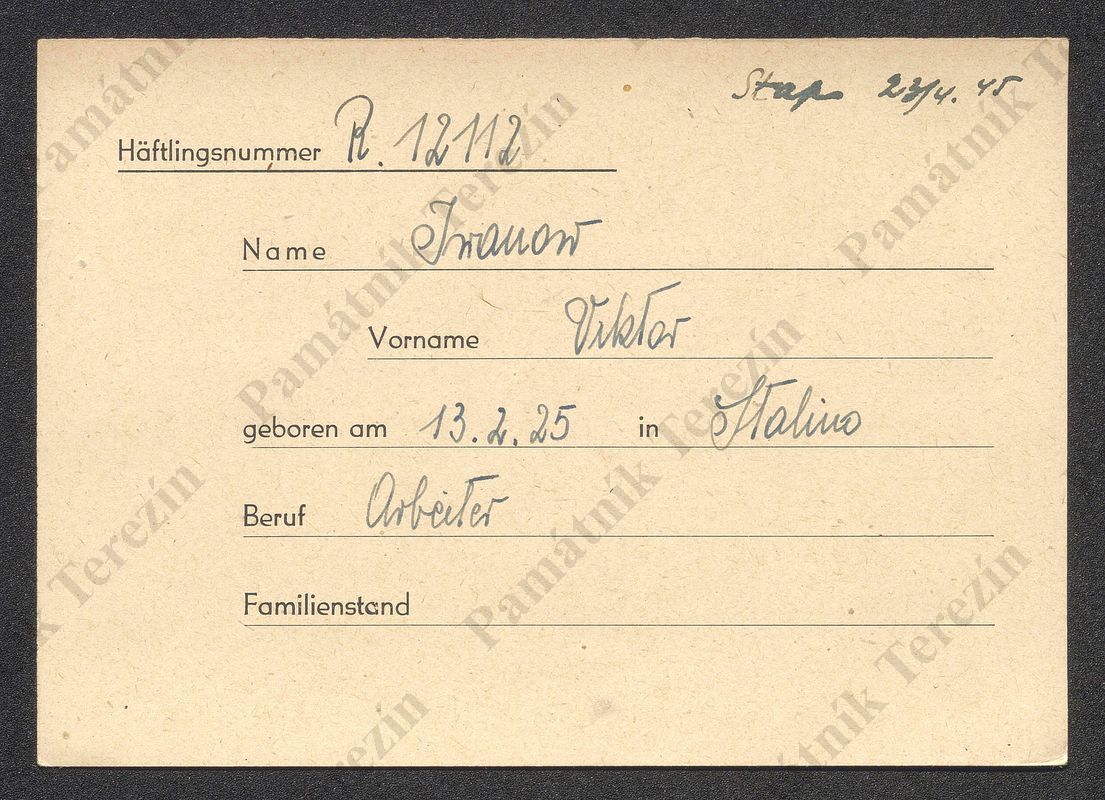 Stap 23/4. 45
Häftlingsnummer R. 12112
Name Iwanow
Vorname Viktor
geboren am 13.2.25 in Stalino
Beruf Arbeiter
Familienstand
Památník Terezín